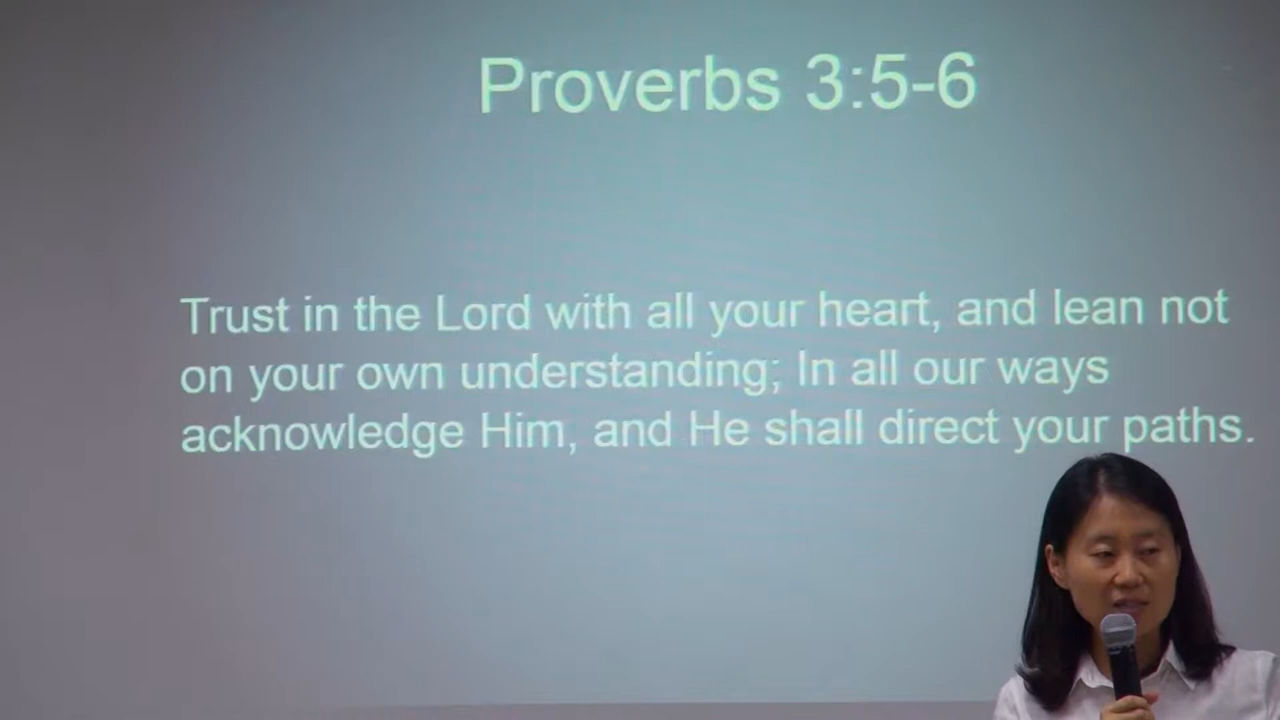 Proverbs 3:5-6
Trust in the Lord with all your heart, and lean not
on your own understanding; In all our ways
acknowledge Him, and He shall direct your paths.